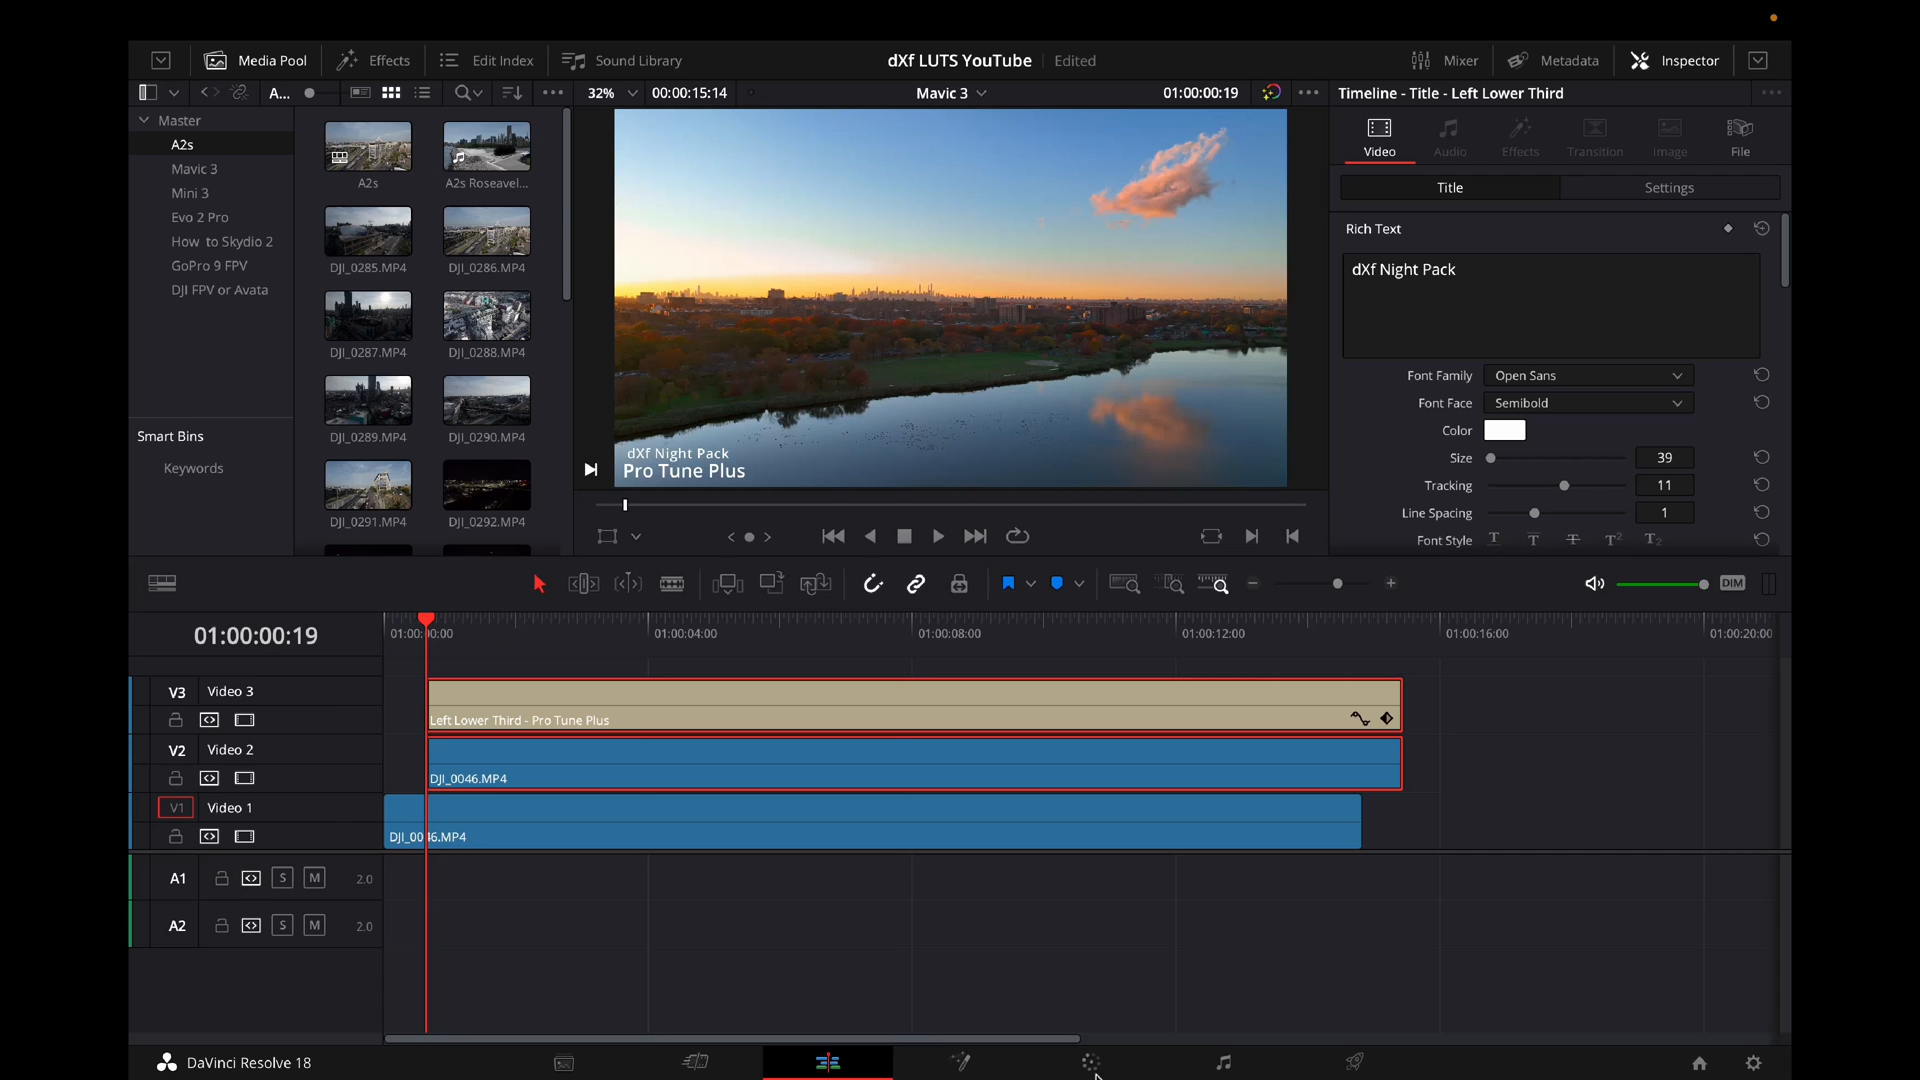 Media Pool Effects Edit Index Sound Library dXf LUTS YouTube Edited Mixer Metadata Inspector
A... 32% 00:00:15:14 Mavic 3 01:00:00:19 Timeline - Title - Left Lower Third
Master
A2s
Mavic 3
Mini 3
Evo 2 Pro
How to Skydio 2
GoPro 9 FPV
DJI FPV or Avata
Smart Bins
Keywords
A2s A2s Roseavel...
DJI_0285.MP4 DJI_0286.MP4
DJI_0287.MP4 DJI_0288.MP4
DJI_0289.MP4 DJI_0290.MP4
DJI_0291.MP4 DJI_0292.MP4
dXf Night Pack
Pro Tune Plus
Video Audio Effects Transition Image File
Title Settings
Rich Text
dXf Night Pack
Font Family Open Sans
Font Face Semibold
Color
Size 39
Tracking 11
Line Spacing 1
Font Style T T T T² T₂
DIM
01:00:00:19 01:00:00:00 01:00:04:00 01:00:08:00 01:00:12:00 01:00:16:00 01:00:20:00
V3 Video 3
Left Lower Third - Pro Tune Plus
V2 Video 2
DJI_0046.MP4
V1 Video 1
DJI_0046.MP4
A1 S M 2.0
A2 S M 2.0
DaVinci Resolve 18